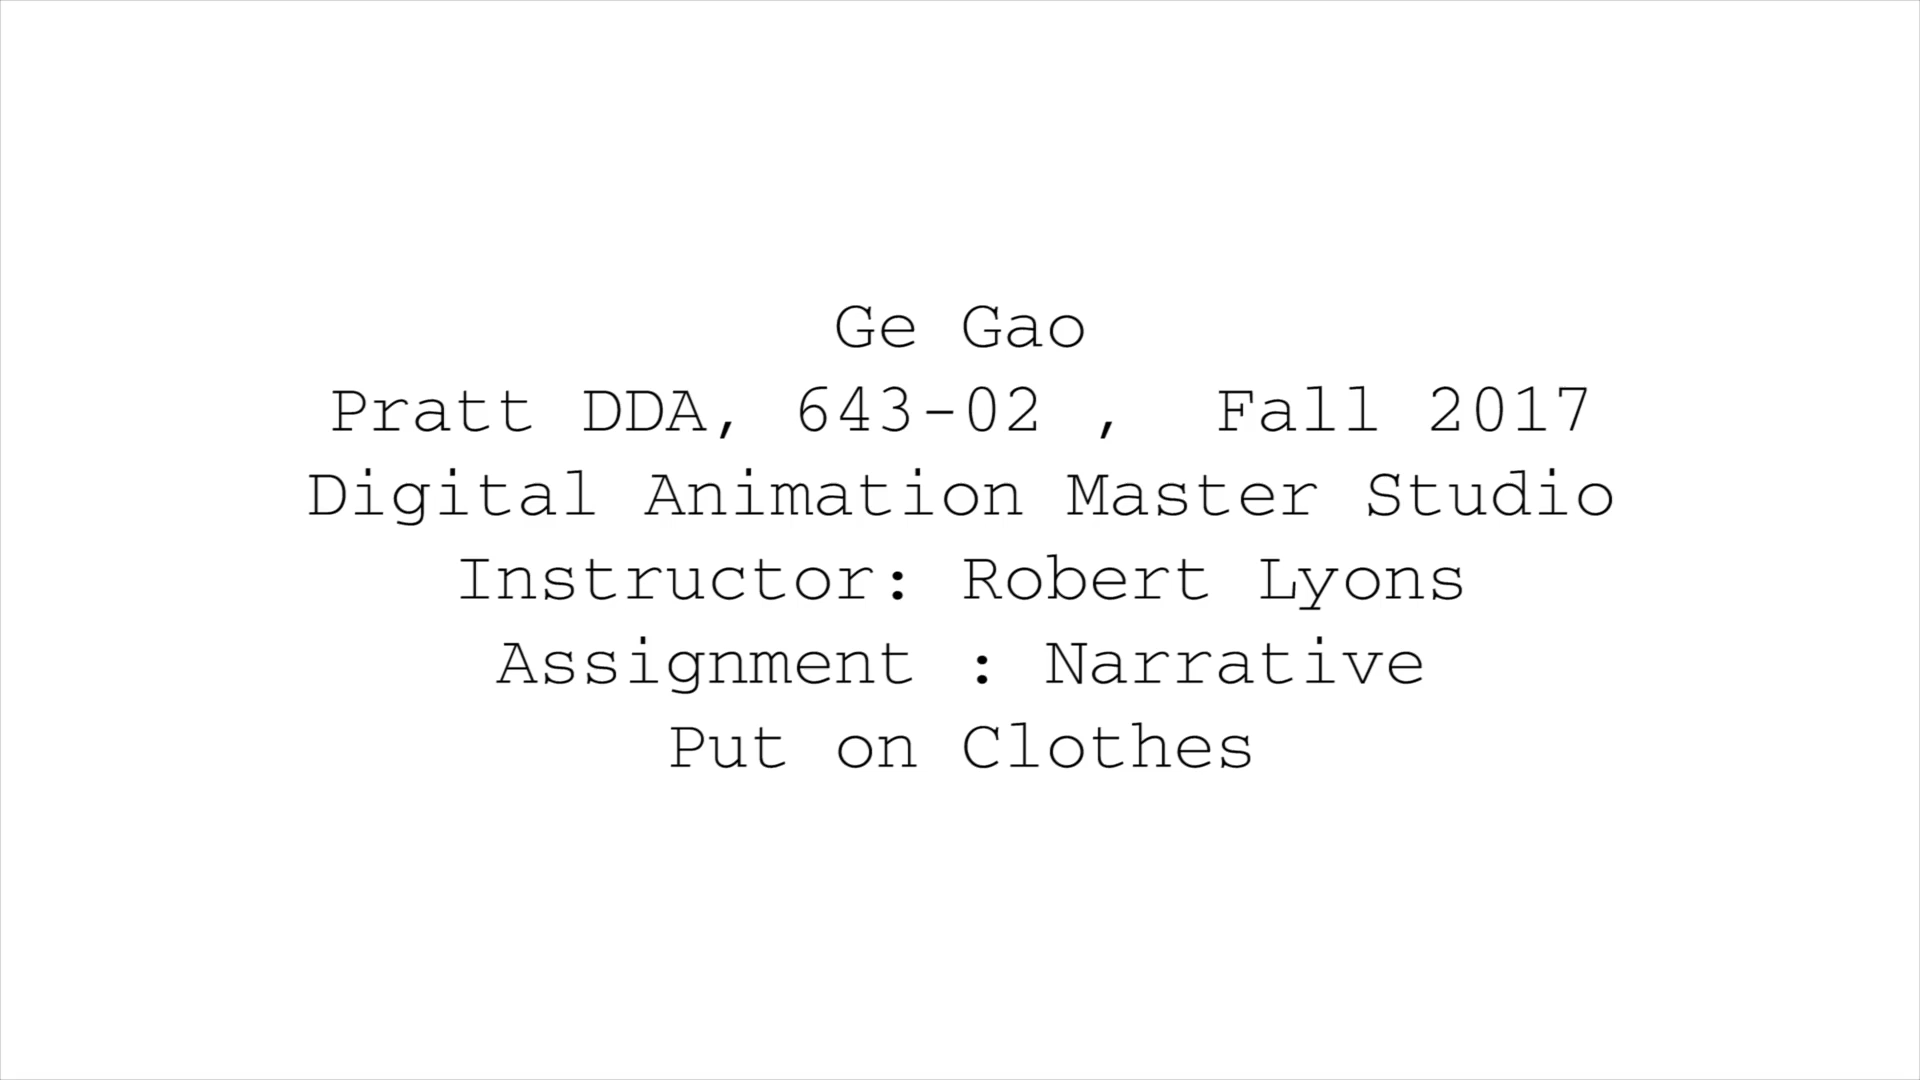 Ge Gao
Pratt DDA, 643-02 ,  Fall 2017
Digital Animation Master Studio
Instructor: Robert Lyons
Assignment : Narrative
Put on Clothes